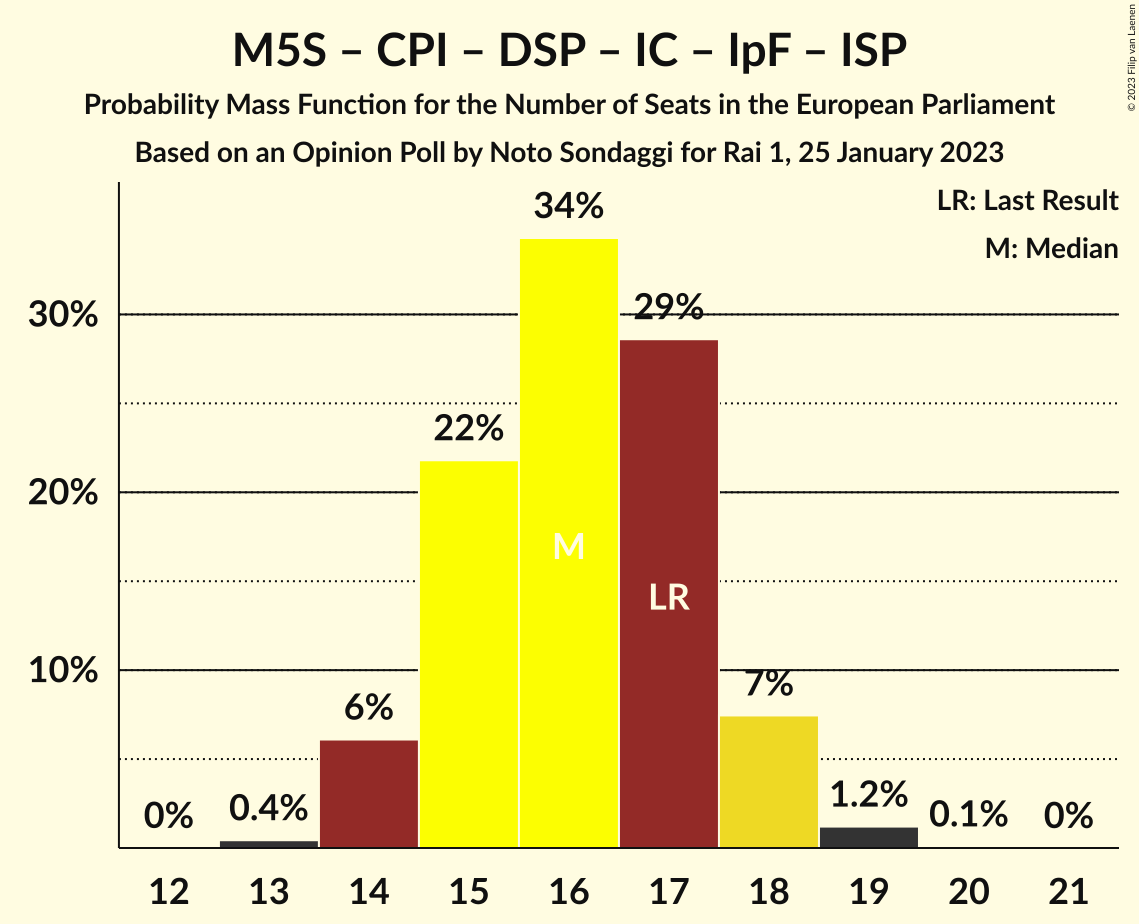 M5S – CPI – DSP – IC – IpF – ISP
Probability Mass Function for the Number of Seats in the European Parliament
Based on an Opinion Poll by Noto Sondaggi for Rai 1, 25 January 2023
© 2023 Filip van Laenen
LR: Last Result
M: Median
34%
30%
29%
22%
20%
M
LR
10%
7%
6%
1.2%
0% 0.4% 0.1% 0%
12 13 14 15 16 17 18 19 20 21